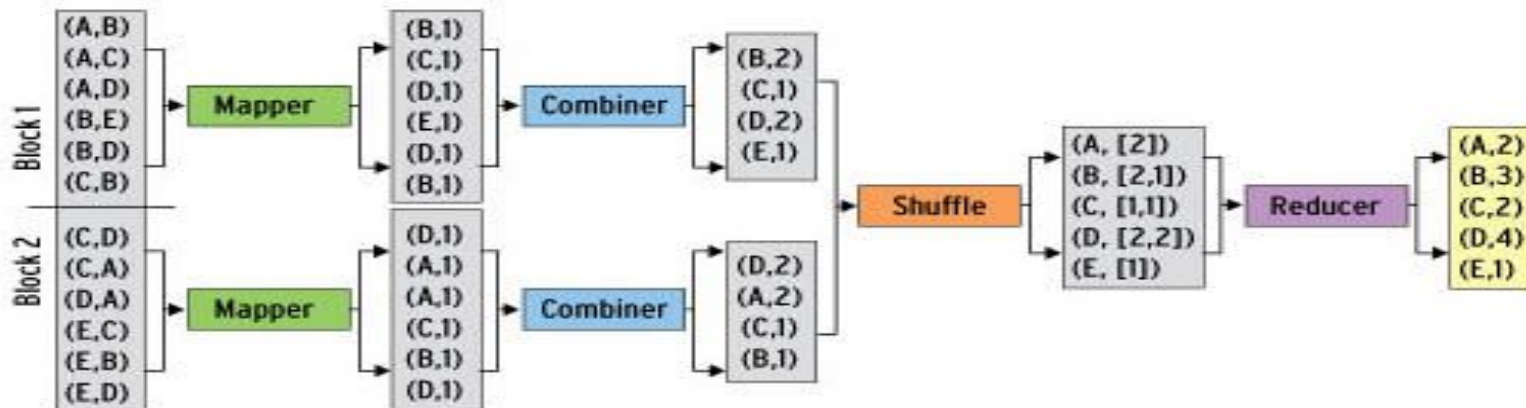 Block 1
(A,B)
(A,C)
(A,D)
(B,E)
(B,D)
(C,B)
Mapper
(B,1)
(C,1)
(D,1)
(E,1)
(D,1)
(B,1)
Combiner
(B,2)
(C,1)
(D,2)
(E,1)
Block 2
(C,D)
(C,A)
(D,A)
(E,C)
(E,B)
(E,D)
Mapper
(D,1)
(A,1)
(A,1)
(C,1)
(B,1)
(D,1)
Combiner
(D,2)
(A,2)
(C,1)
(B,1)
Shuffle
(A, [2])
(B, [2,1])
(C, [1,1])
(D, [2,2])
(E, [1])
Reducer
(A,2)
(B,3)
(C,2)
(D,4)
(E,1)